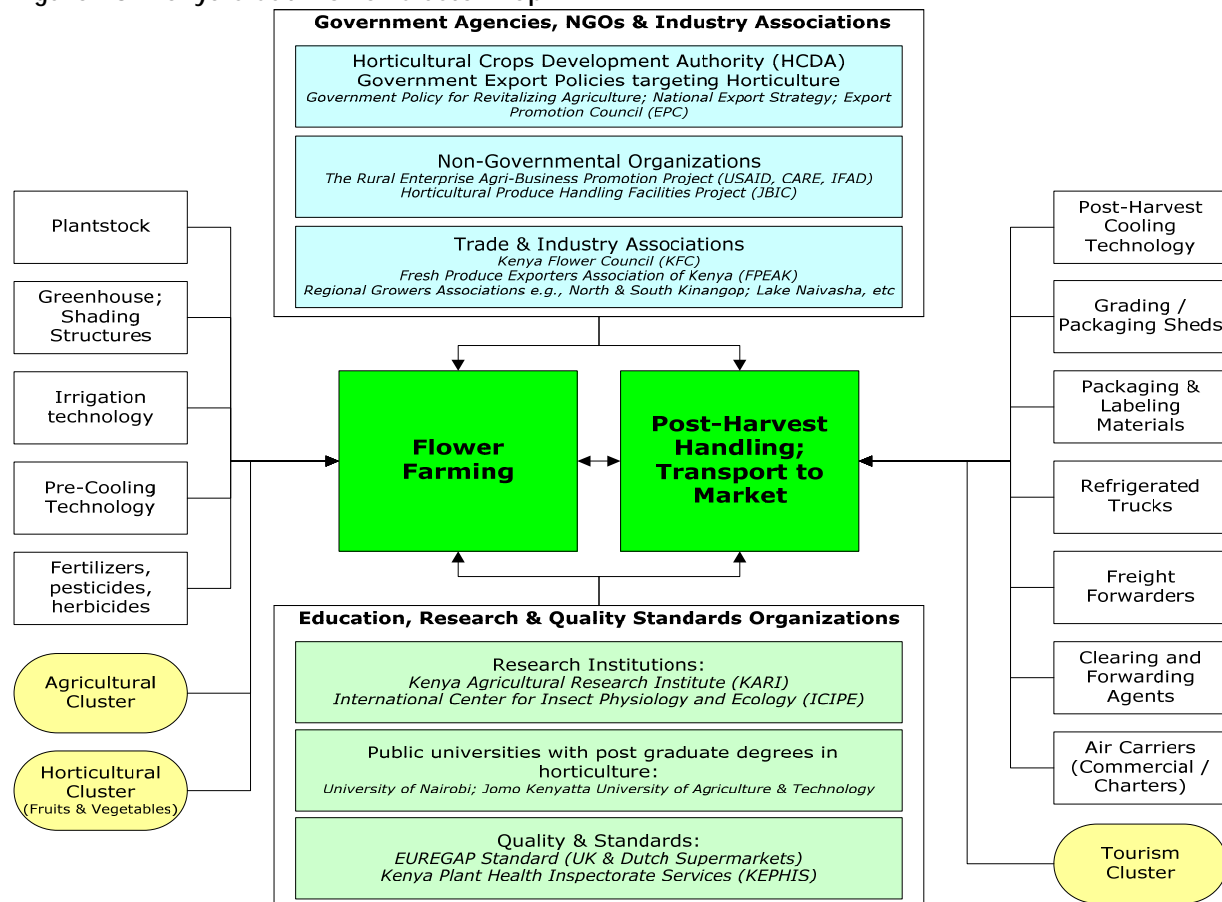 Government Agencies, NGOs & Industry Associations
Horticultural Crops Development Authority (HCDA)
Government Export Policies targeting Horticulture
Government Policy for Revitalizing Agriculture; National Export Strategy; Export
Promotion Council (EPC)
Non-Governmental Organizations
The Rural Enterprise Agri-Business Promotion Project (USAID, CARE, IFAD)
Horticultural Produce Handling Facilities Project (JBIC)
Trade & Industry Associations
Kenya Flower Council (KFC)
Fresh Produce Exporters Association of Kenya (FPEAK)
Regional Growers Associations e.g., North & South Kinangop; Lake Naivasha, etc
Plantstock
Greenhouse;
Shading
Structures
Irrigation
technology
Pre-Cooling
Technology
Fertilizers,
pesticides,
herbicides
Agricultural
Cluster
Horticultural
Cluster
(Fruits & Vegetables)
Flower
Farming
Post-Harvest
Handling;
Transport to
Market
Post-Harvest
Cooling
Technology
Grading /
Packaging Sheds
Packaging &
Labeling
Materials
Refrigerated
Trucks
Freight
Forwarders
Clearing and
Forwarding
Agents
Air Carriers
(Commercial /
Charters)
Tourism
Cluster
Education, Research & Quality Standards Organizations
Research Institutions:
Kenya Agricultural Research Institute (KARI)
International Center for Insect Physiology and Ecology (ICIPE)
Public universities with post graduate degrees in
horticulture:
University of Nairobi; Jomo Kenyatta University of Agriculture & Technology
Quality & Standards:
EUREGAP Standard (UK & Dutch Supermarkets)
Kenya Plant Health Inspectorate Services (KEPHIS)